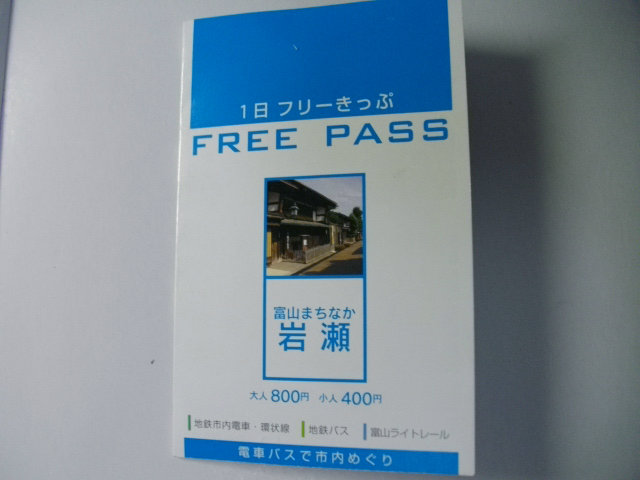 1日 フリーきっぷ
FREE PASS
富山まちなか
岩瀬
大人 800円 小人 400円
地鉄市内電車・環状線 地鉄バス 富山ライトレール
電車バスで市内めぐり